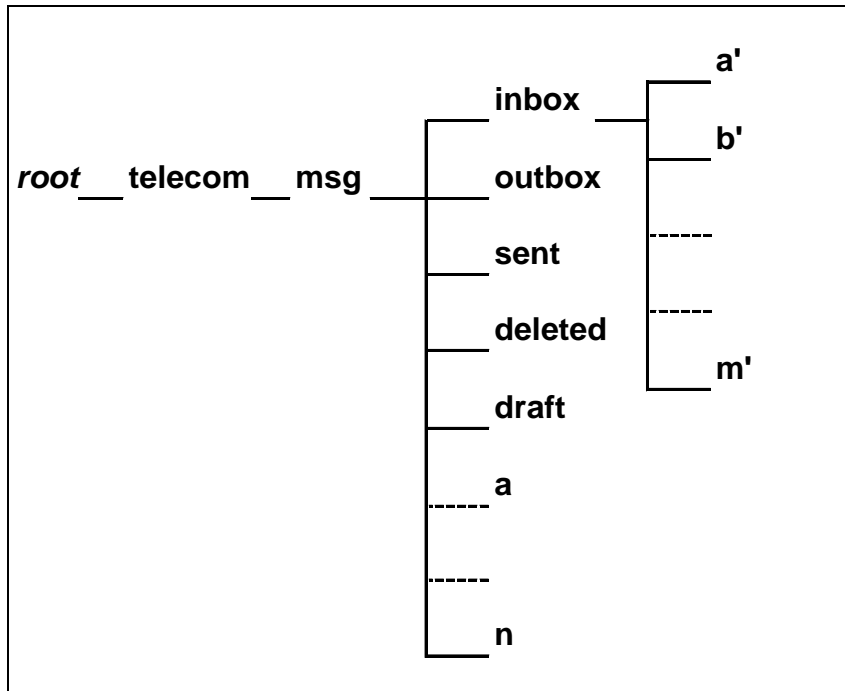 a'
inbox
b'
root telecom msg outbox
sent
deleted
m'
draft
a
n